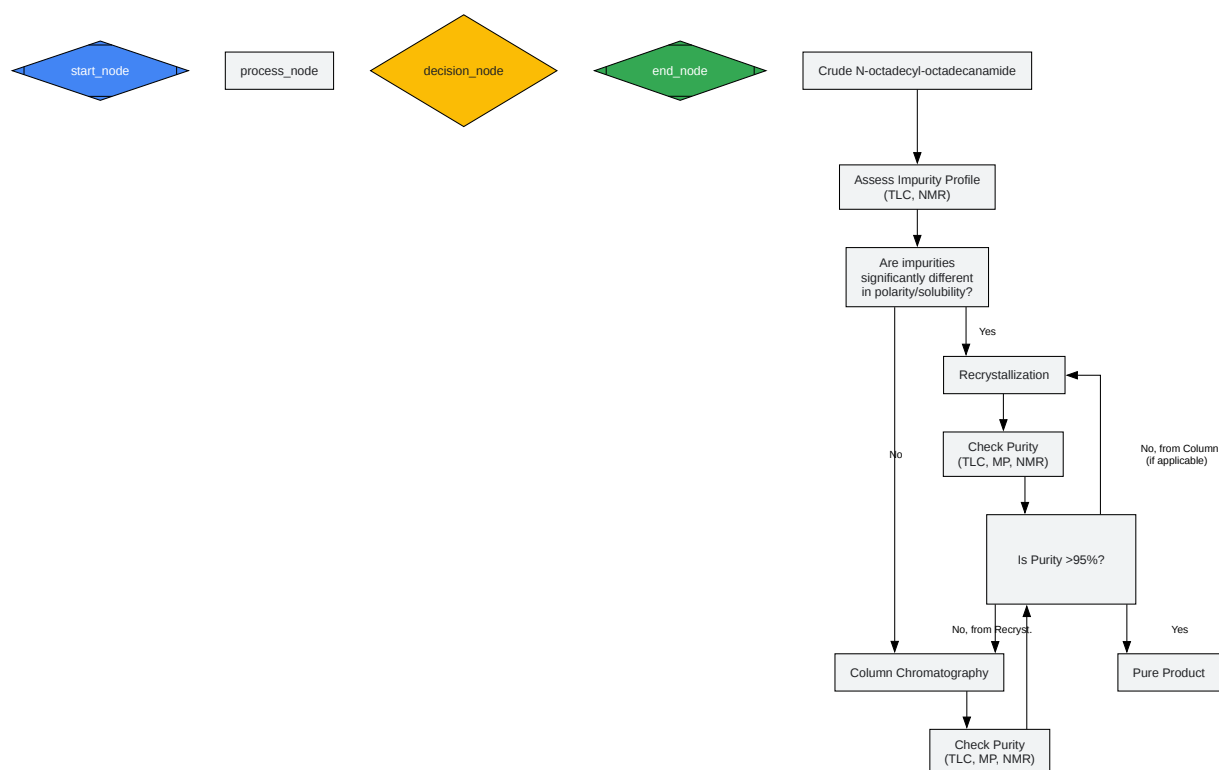 start_node
process_node
decision_node
end_node
Crude N-octadecyl-octadecanamide
Assess Impurity Profile
(TLC, NMR)
Are impurities
significantly different
in polarity/solubility?
Yes
Recrystallization
No
Check Purity
(TLC, MP, NMR)
No, from Column
(if applicable)
Is Purity >95%?
No, from Recryst.
Yes
Column Chromatography
Pure Product
Check Purity
(TLC, MP, NMR)